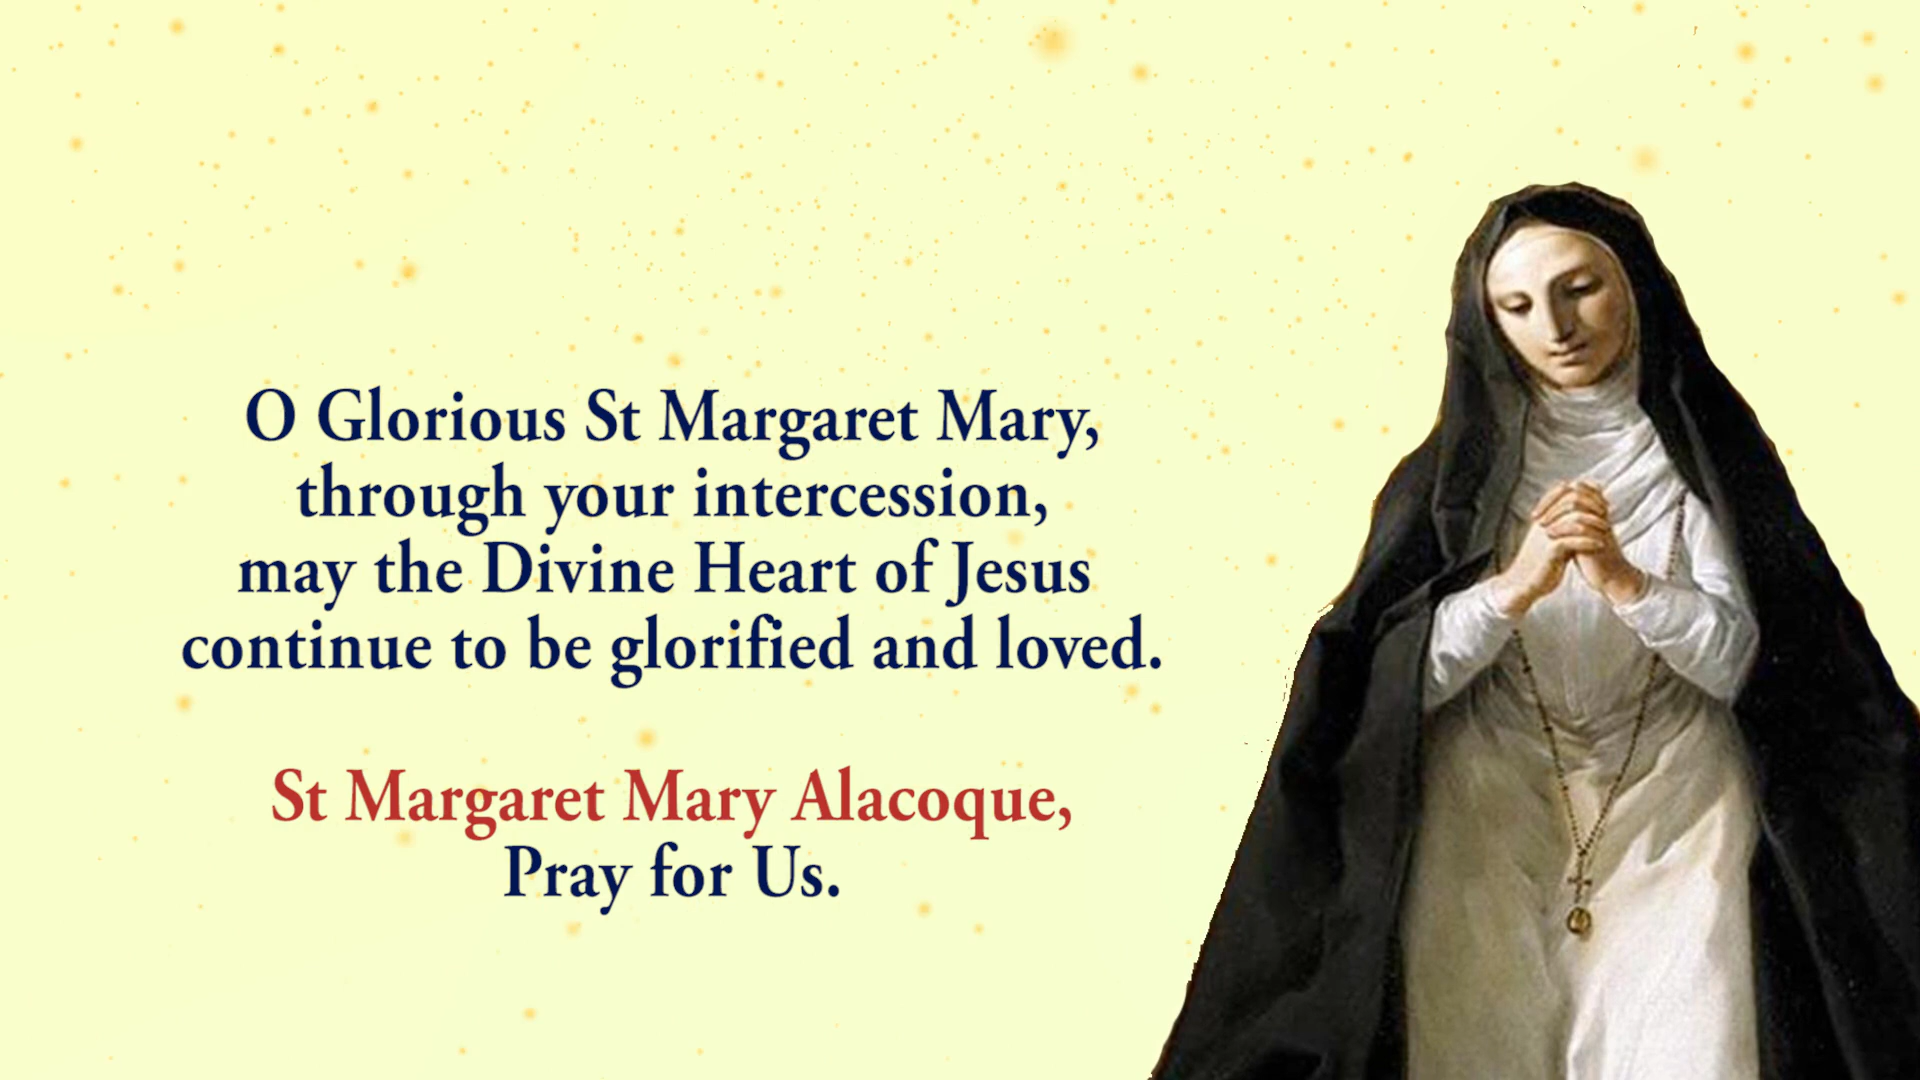 O Glorious St Margaret Mary,
through your intercession,
may the Divine Heart of Jesus
continue to be glorified and loved.
St Margaret Mary Alacoque,
Pray for Us.